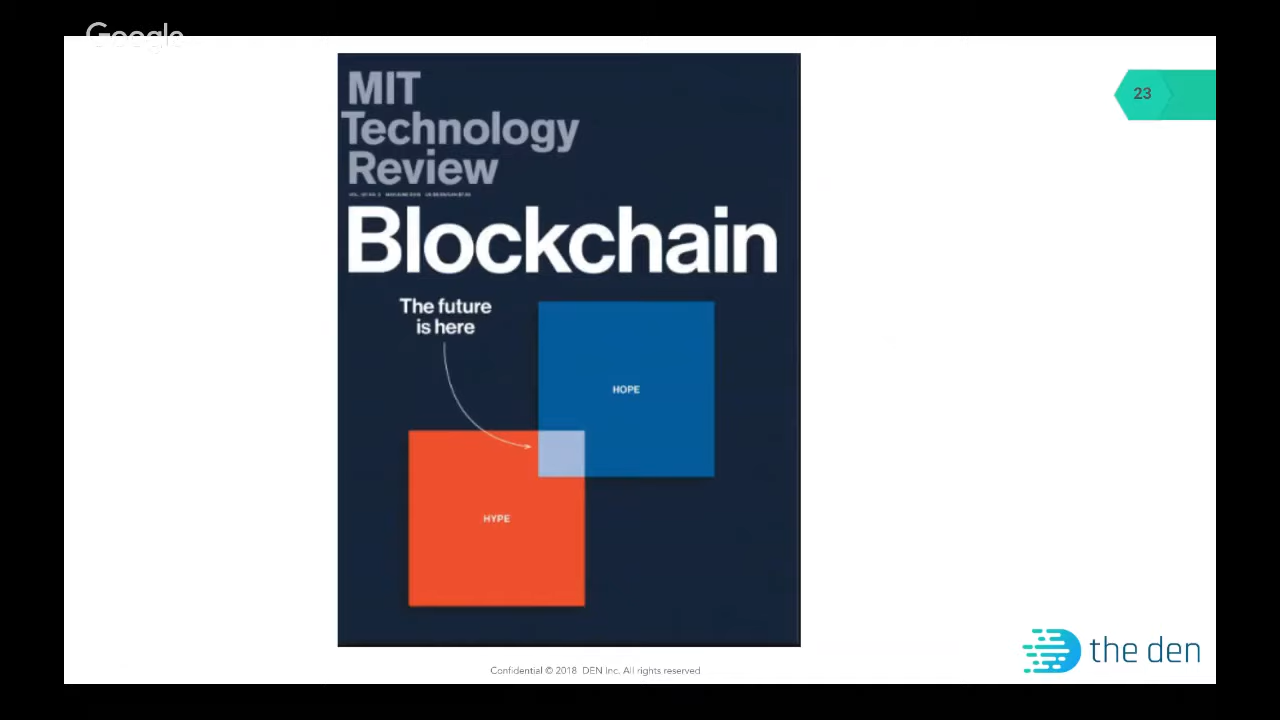 Google
23
MIT
Technology
Review
Blockchain
The future
is here
HOPE
HYPE
the den
Confidential © 2018 DEN Inc. All rights reserved